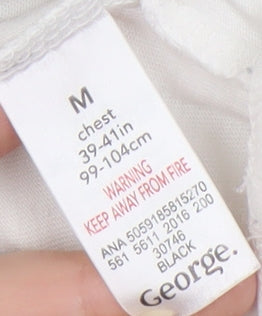 M
chest
39-41in
99-104cm
WARNING
KEEP AWAY FROM FIRE
ANA 5059185815270
561 5611 2016 200
30746
BLACK
George.